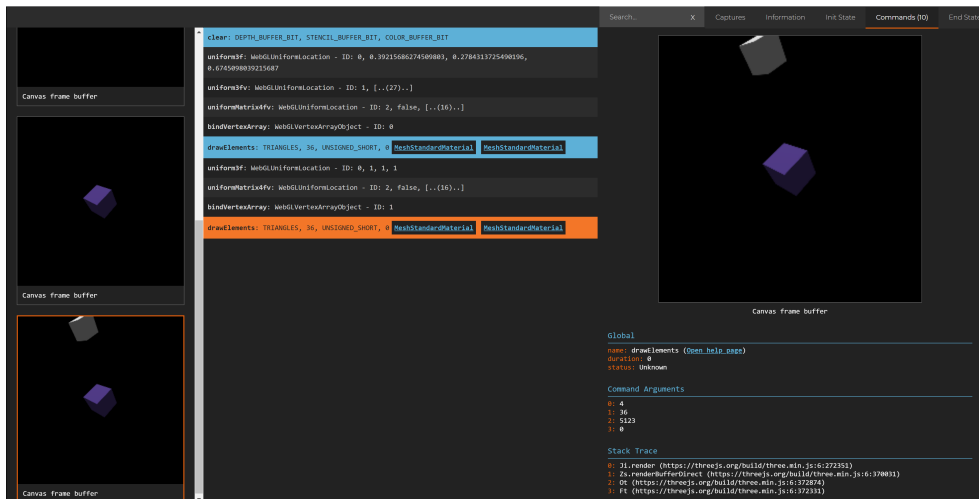 Search... X Captures Information Init State Commands (10) End State
Canvas frame buffer
Canvas frame buffer
Canvas frame buffer
clear: DEPTH_BUFFER_BIT, STENCIL_BUFFER_BIT, COLOR_BUFFER_BIT
uniform3f: WebGLUniformLocation - ID: 0, 0.39215686274509803, 0.2784313725490196,
0.6745098039215687
uniform3fv: WebGLUniformLocation - ID: 1, [..(27)..]
uniformMatrix4fv: WebGLUniformLocation - ID: 2, false, [..(16)..]
bindVertexArray: WebGLVertexArrayObject - ID: 0
drawElements: TRIANGLES, 36, UNSIGNED_SHORT, 0 MeshStandardMaterial MeshStandardMaterial
uniform3f: WebGLUniformLocation - ID: 0, 1, 1, 1
uniformMatrix4fv: WebGLUniformLocation - ID: 2, false, [..(16)..]
bindVertexArray: WebGLVertexArrayObject - ID: 1
drawElements: TRIANGLES, 36, UNSIGNED_SHORT, 0 MeshStandardMaterial MeshStandardMaterial
Canvas frame buffer
Global
name: drawElements (Open help page)
duration: 0
status: Unknown
Command Arguments
0: 4
1: 36
2: 5123
3: 0
Stack Trace
0: Ji.render (https://threejs.org/build/three.min.js:6:272351)
1: Zs.renderBufferDirect (https://threejs.org/build/three.min.js:6:370031)
2: Ot (https://threejs.org/build/three.min.js:6:372874)
3: Ft (https://threejs.org/build/three.min.js:6:372331)